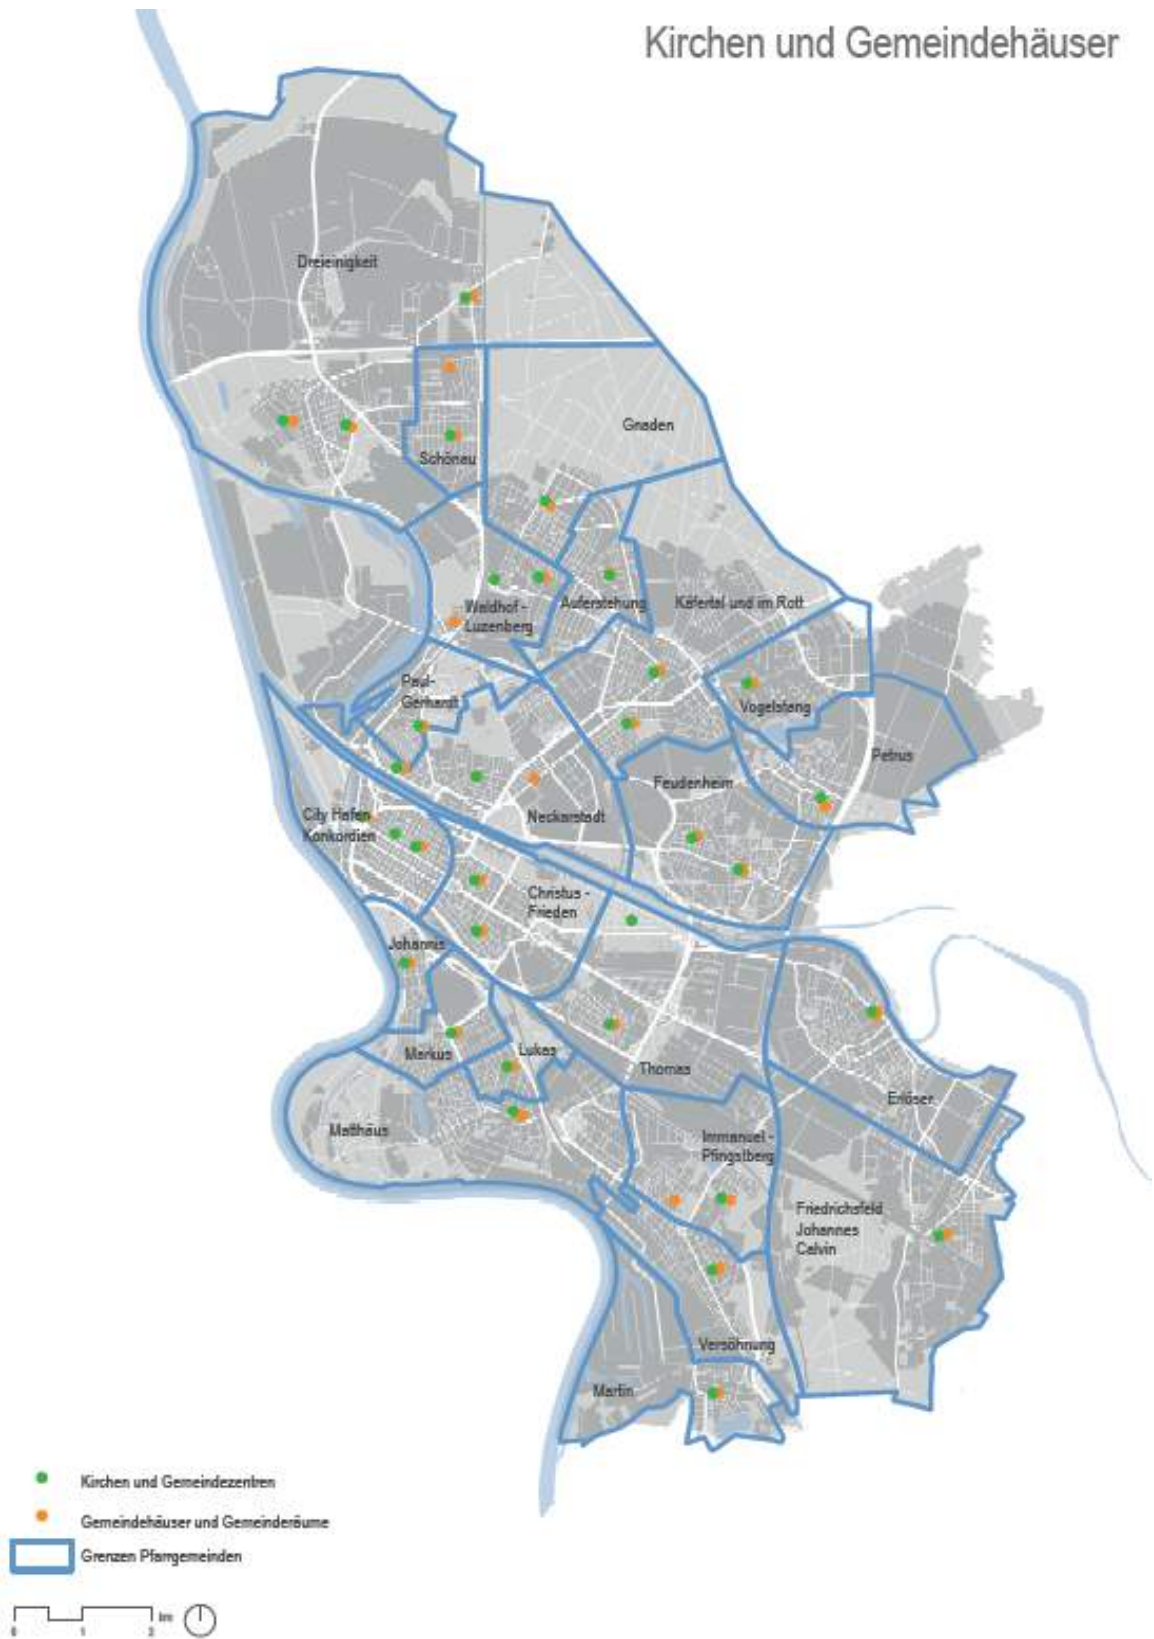 Kirchen und Gemeindehäuser
Dreieinigkeit
Gnaden
Schönau
Waldhof -
Luzenberg
Auferstehung
Käfertal und im Rott
Paul-
Gerhardt
Vogelstang
Petrus
Feudenheim
City Hafen
Konkordien
Neckarstadt
Christus -
Frieden
Johannis
Markus
Lukas
Thomas
Erlöser
Matthäus
Immanuel -
Pfingstberg
Friedrichsfeld
Johannes
Calvin
Versöhnung
Martin
Kirchen und Gemeindezentren
Gemeindehäuser und Gemeinderäume
Grenzen Pfarrgemeinden
km
0 1 2